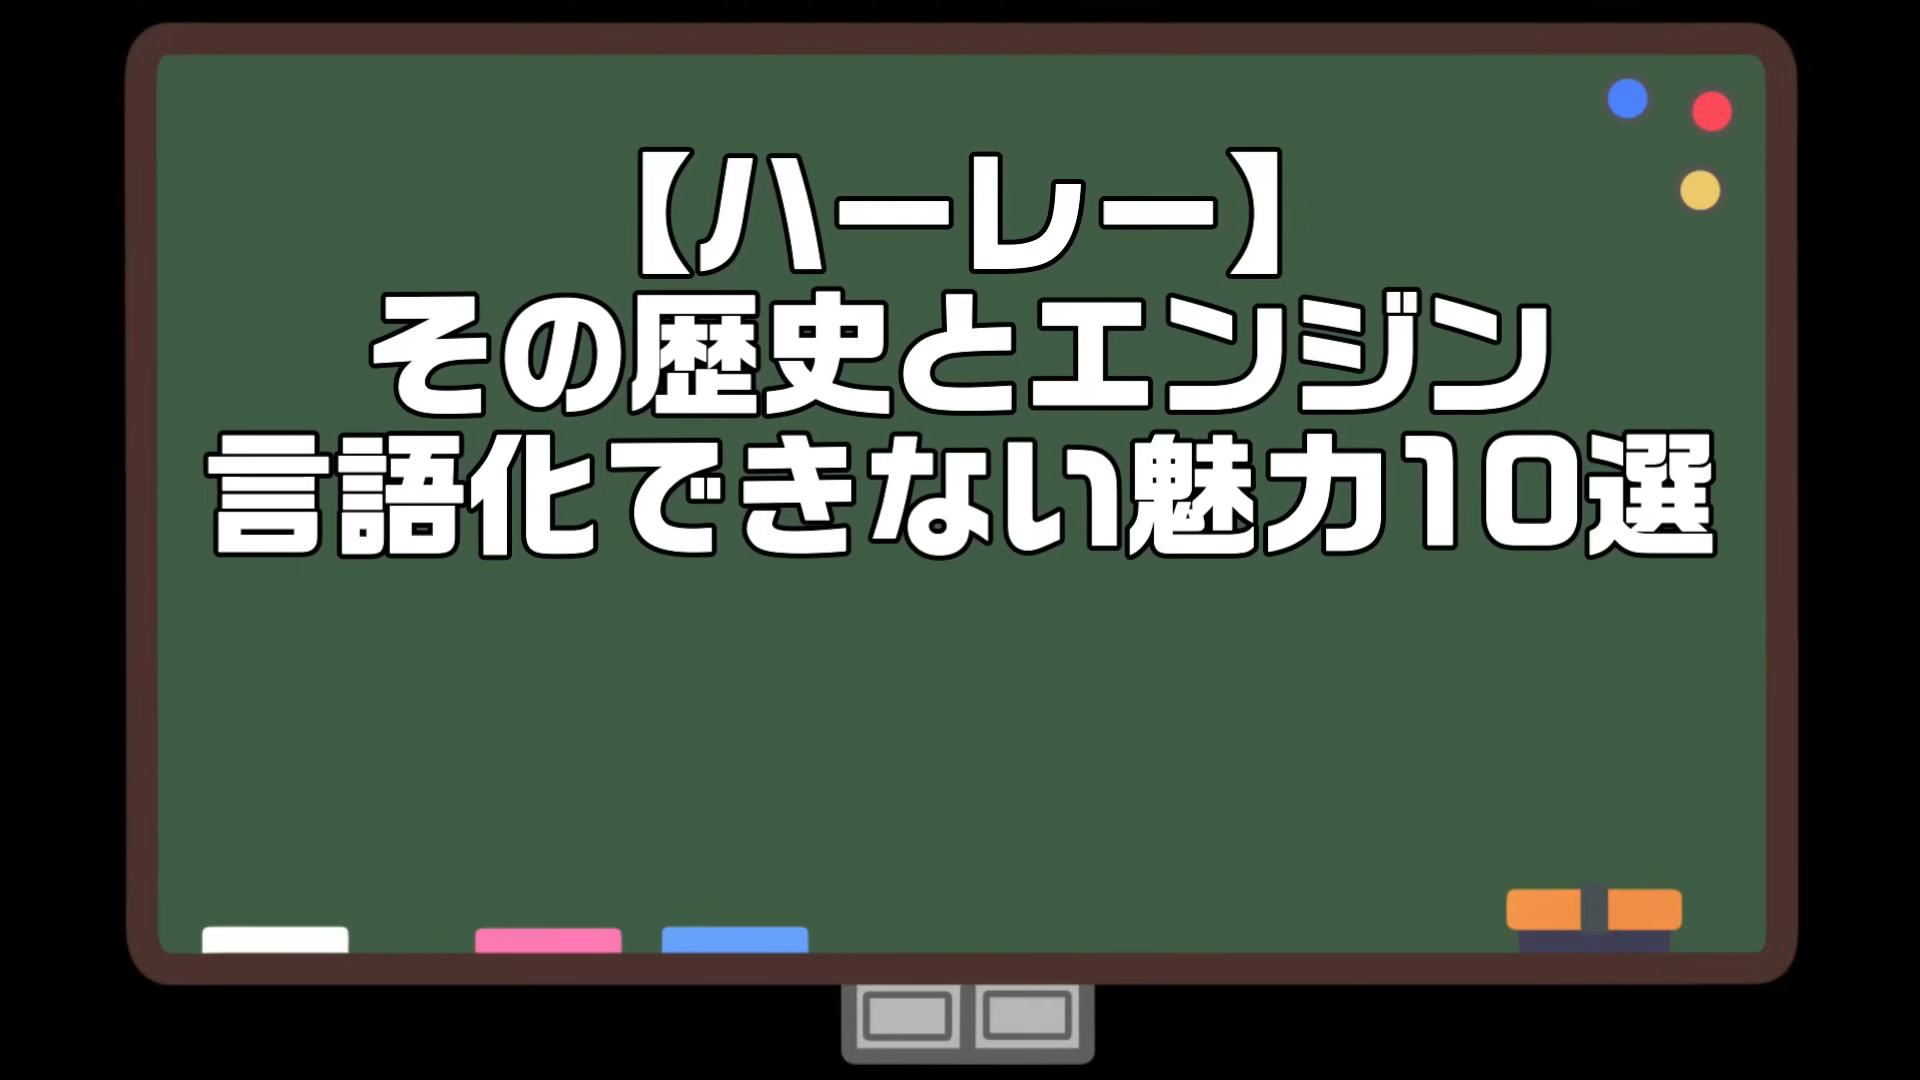 【ハーレー】
その歴史とエンジン
言語化できない魅力10選